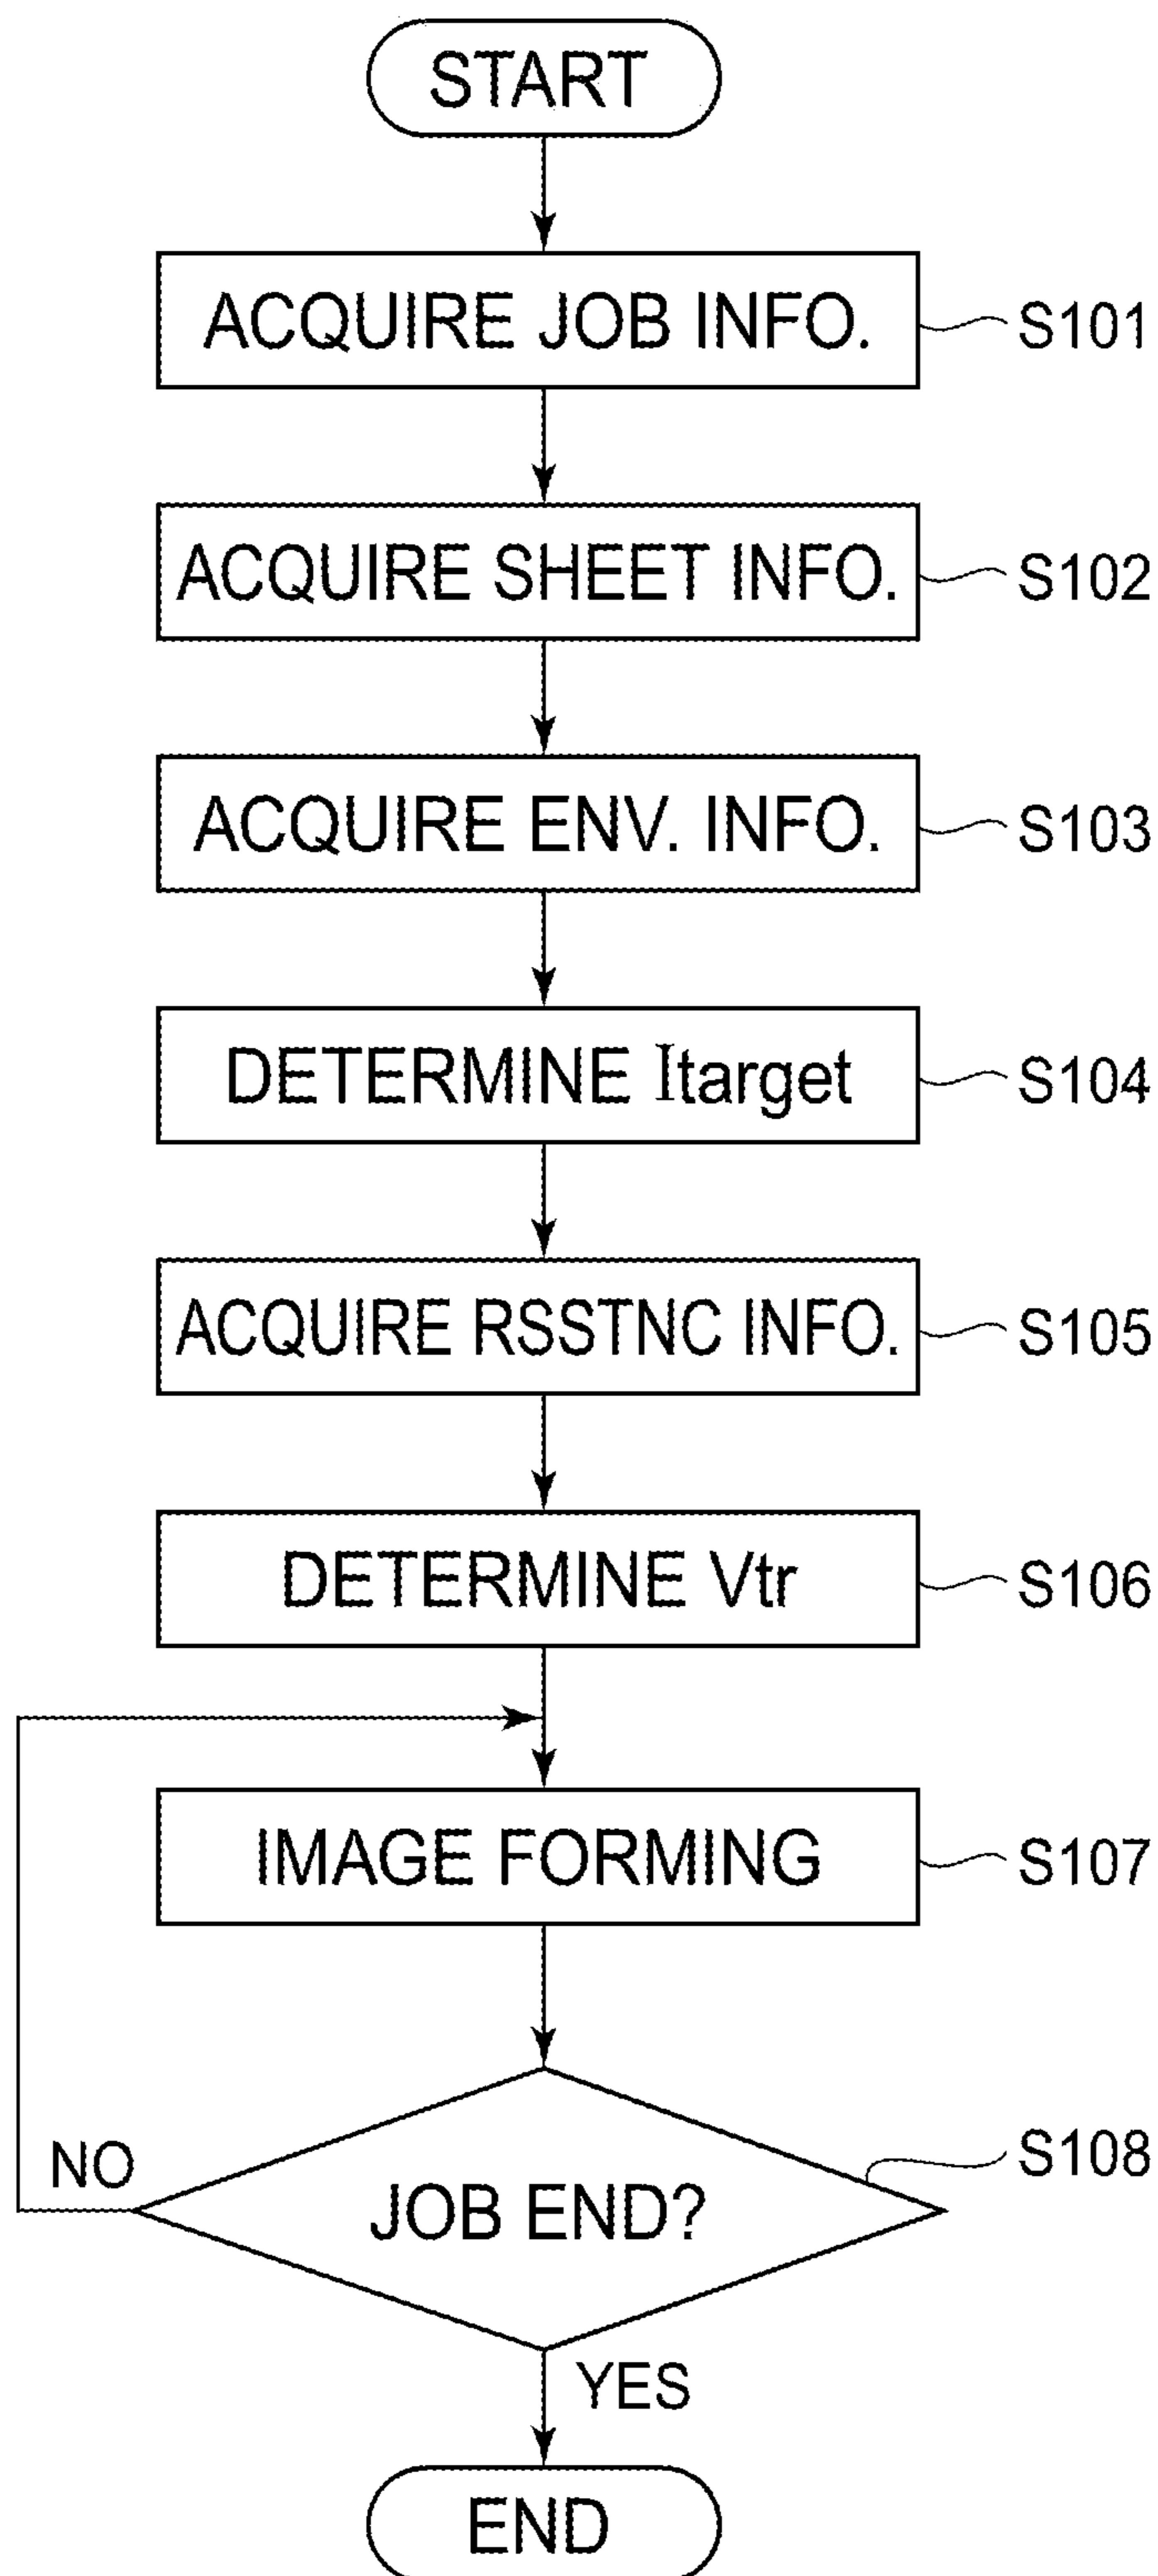 START
ACQUIRE JOB INFO.
S101
ACQUIRE SHEET INFO.
S102
ACQUIRE ENV. INFO.
S103
DETERMINE Itarget
S104
ACQUIRE RSSTNC INFO.
S105
DETERMINE Vtr
S106
IMAGE FORMING
S107
NO
JOB END?
S108
YES
END